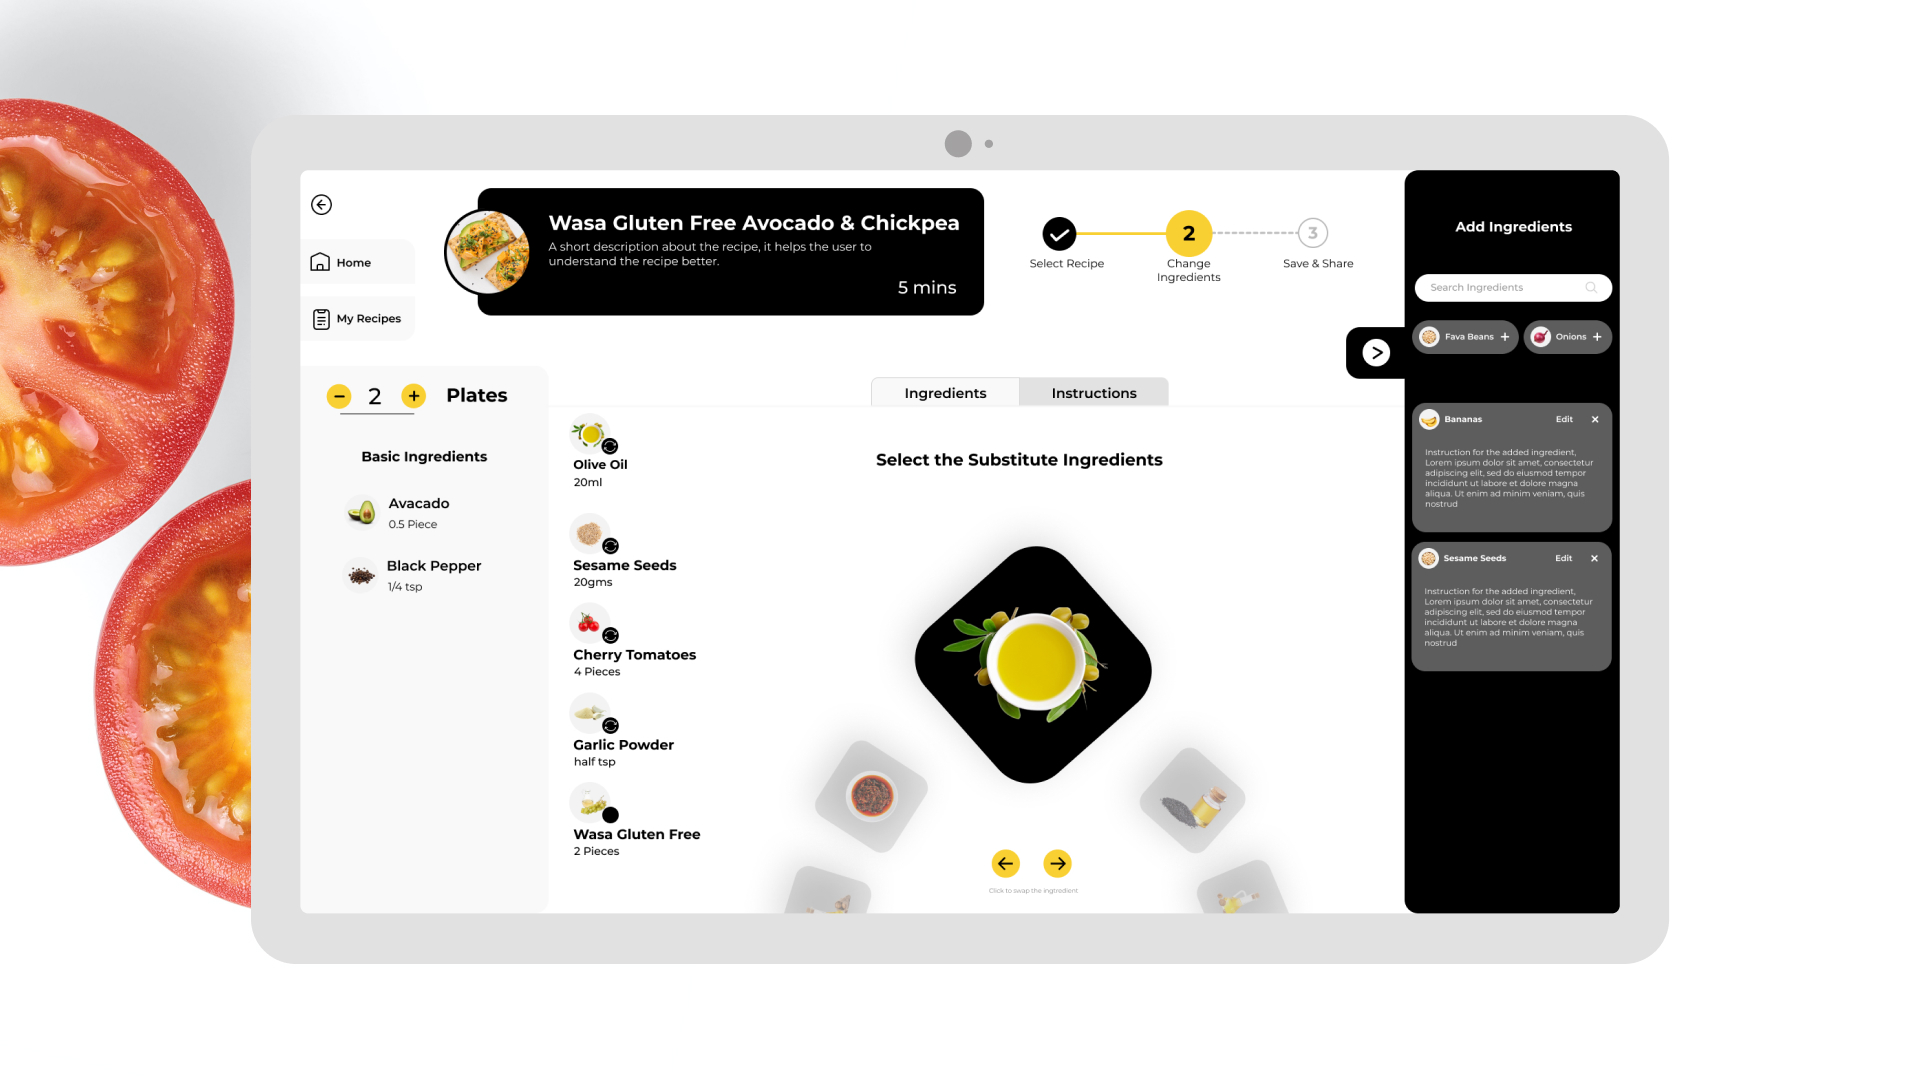 Home
My Recipes
Wasa Gluten Free Avocado & Chickpea
A short description about the recipe, it helps the user to
understand the recipe better.
5 mins
2
3
Select Recipe
Change
Ingredients
Save & Share
2
Plates
Basic Ingredients
Avacado
0.5 Piece
Black Pepper
1/4 tsp
Ingredients
Instructions
Olive Oil
20ml
Sesame Seeds
20gms
Cherry Tomatoes
4 Pieces
Garlic Powder
half tsp
Wasa Gluten Free
2 Pieces
Select the Substitute Ingredients
Click to swap the ingtredient
Add Ingredients
Search Ingredients
Fava Beans +
Onions +
Bananas
Edit
Instruction for the added ingredient,
Lorem ipsum dolor sit amet, consectetur
adipiscing elit, sed do eiusmod tempor
incididunt ut labore et dolore magna
aliqua. Ut enim ad minim veniam, quis
nostrud
Sesame Seeds
Edit
Instruction for the added ingredient,
Lorem ipsum dolor sit amet, consectetur
adipiscing elit, sed do eiusmod tempor
incididunt ut labore et dolore magna
aliqua. Ut enim ad minim veniam, quis
nostrud